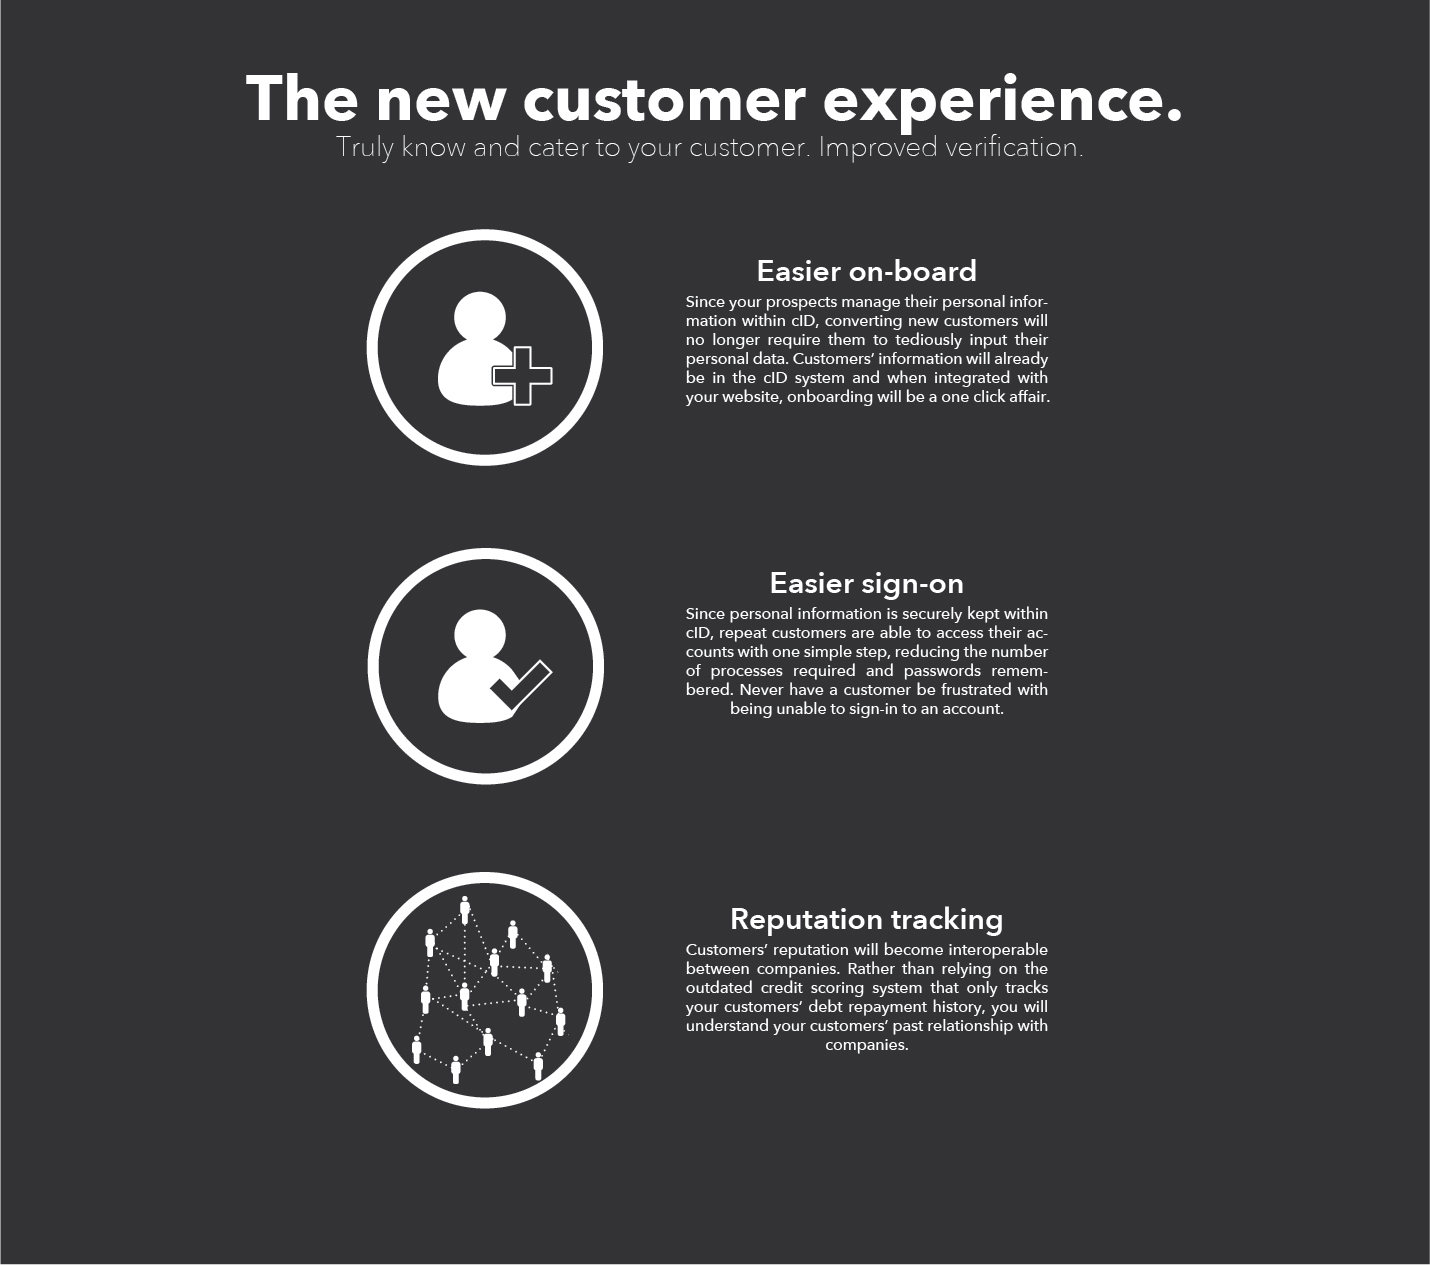 The new customer experience.
Truly know and cater to your customer. Improved verification.
Easier on-board
Since your prospects manage their personal infor-
mation within cID, converting new customers will
no longer require them to tediously input their
personal data. Customers’ information will already
be in the cID system and when integrated with
your website, onboarding will be a one click affair.
Easier sign-on
Since personal information is securely kept within
cID, repeat customers are able to access their ac-
counts with one simple step, reducing the number
of processes required and passwords remem-
bered. Never have a customer be frustrated with
being unable to sign-in to an account.
Reputation tracking
Customers’ reputation will become interoperable
between companies. Rather than relying on the
outdated credit scoring system that only tracks
your customers’ debt repayment history, you will
understand your customers’ past relationship with
companies.